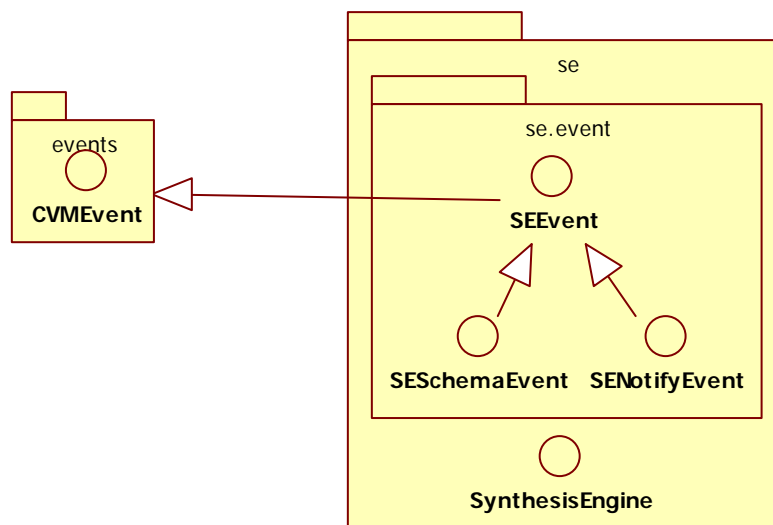 se
se.event
events
CVMEvent
SEEvent
SESchemaEvent
SENotifyEvent
SynthesisEngine